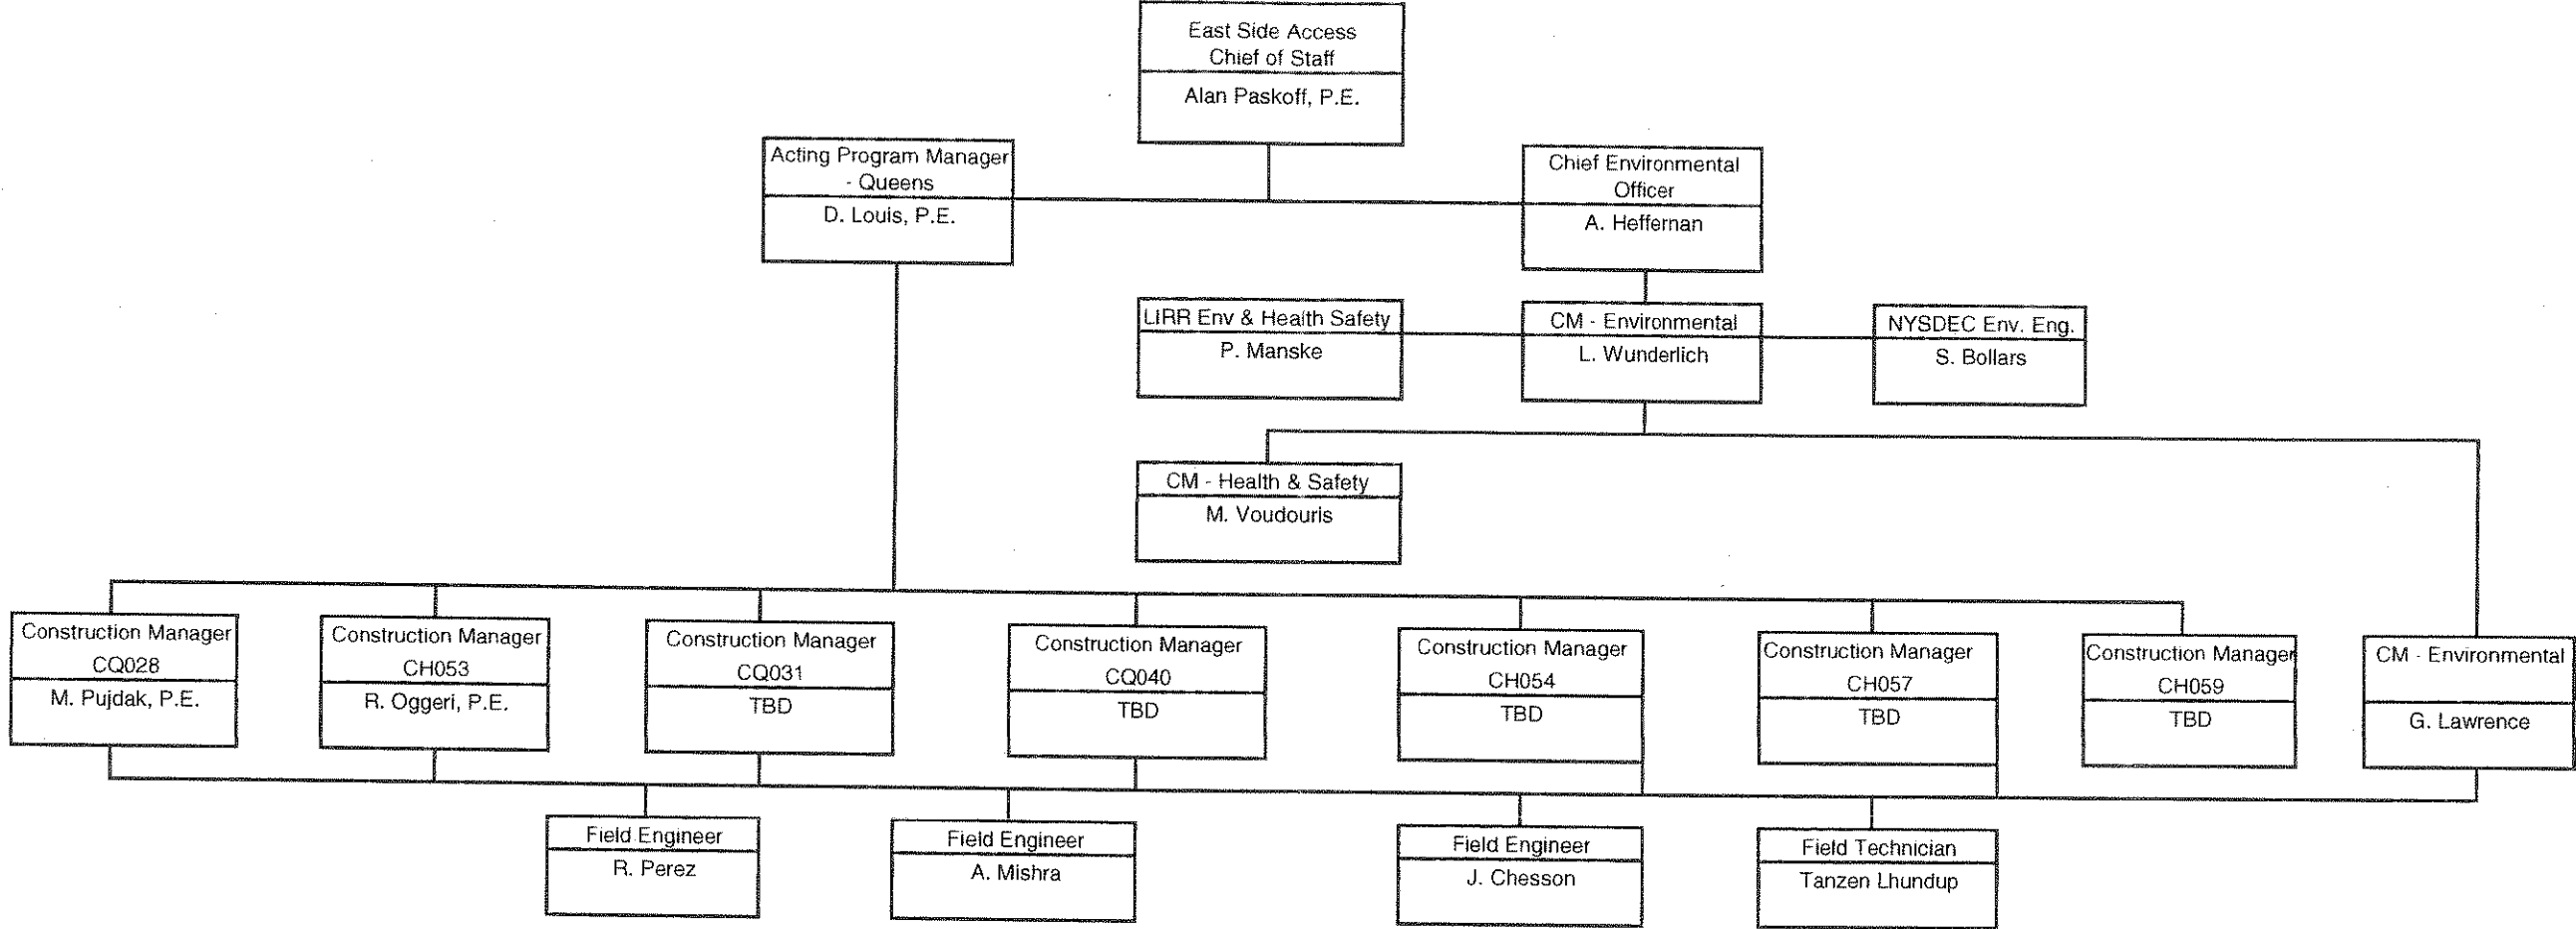 East Side Access
Chief of Staff
Alan Paskoff, P.E.
Acting Program Manager
- Queens
D. Louis, P.E.
Chief Environmental
Officer
A. Heffernan
LIRR Env & Health Safety
P. Manske
CM - Environmental
L. Wunderlich
NYSDEC Env. Eng.
S. Bollars
CM - Health & Safety
M. Voudouris
Construction Manager
CQ028
M. Pujdak, P.E.
Construction Manager
CH053
R. Oggeri, P.E.
Construction Manager
CQ031
TBD
Construction Manager
CQ040
TBD
Construction Manager
CH054
TBD
Construction Manager
CH057
TBD
Construction Manager
CH059
TBD
CM - Environmental
G. Lawrence
Field Engineer
R. Perez
Field Engineer
A. Mishra
Field Engineer
J. Chesson
Field Technician
Tanzen Lhundup